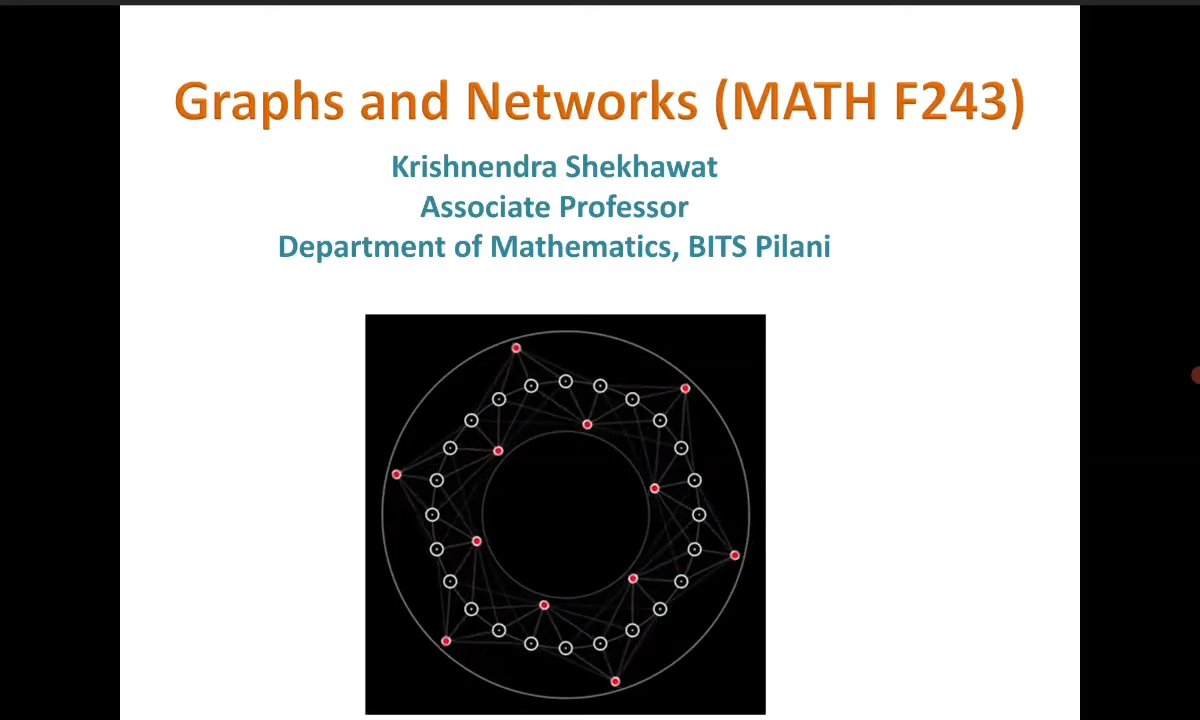 Graphs and Networks (MATH F243)
Krishnendra Shekhawat
Associate Professor
Department of Mathematics, BITS Pilani